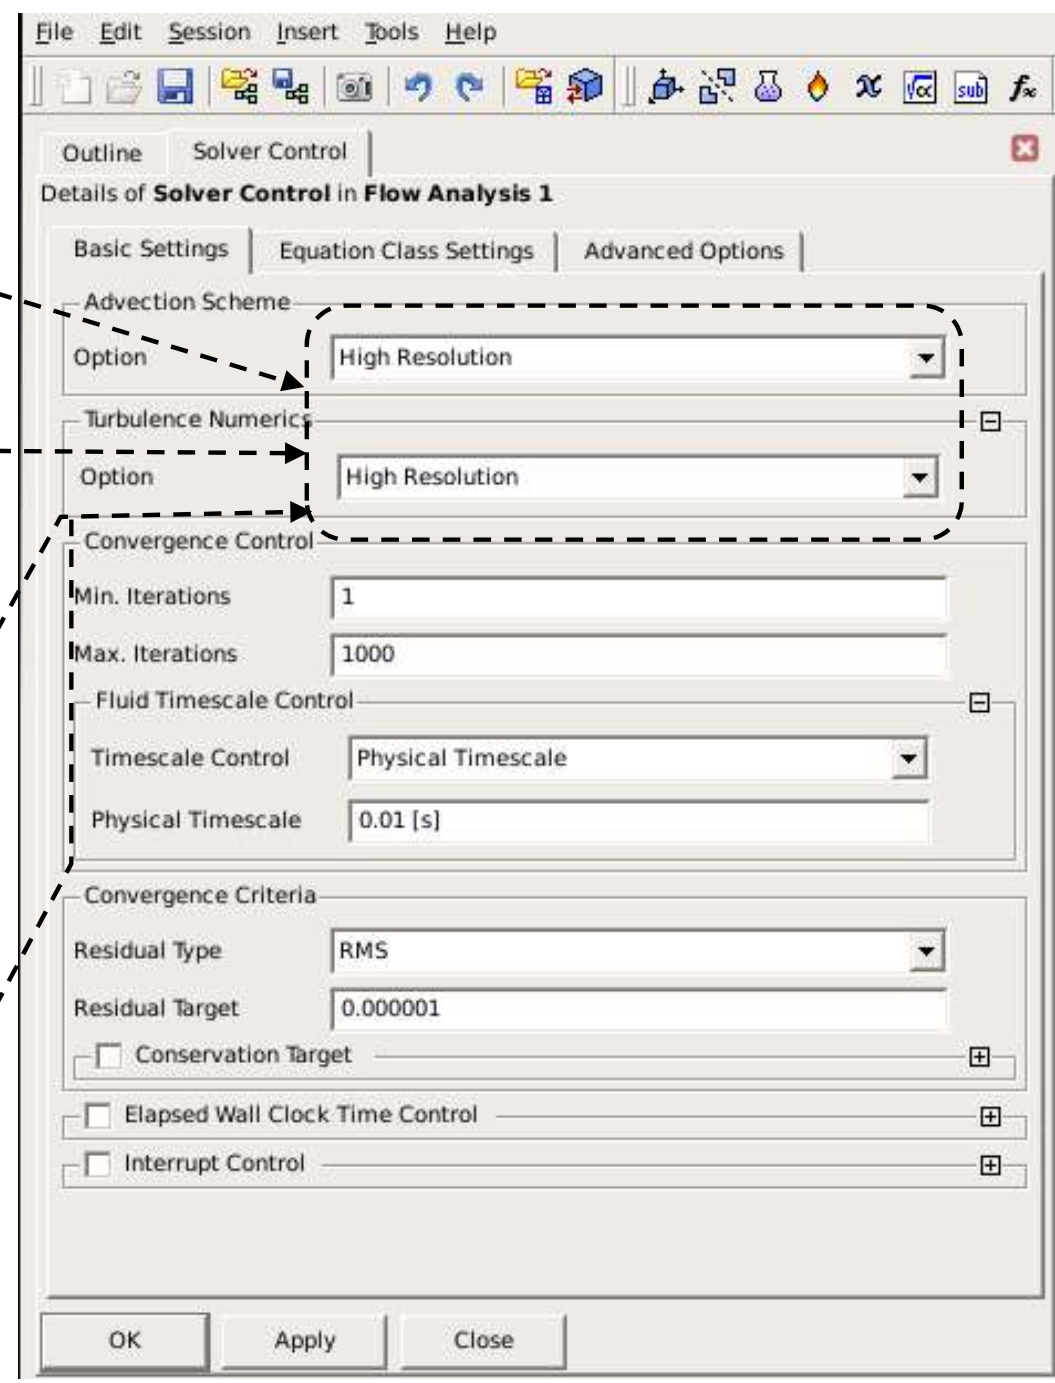 File Edit Session Insert Tools Help
√α sub f∞
Outline Solver Control
Details of Solver Control in Flow Analysis 1
Basic Settings Equation Class Settings Advanced Options
Advection Scheme
Option High Resolution
Turbulence Numerics
Option High Resolution
Convergence Control
Min. Iterations 1
Max. Iterations 1000
Fluid Timescale Control
Timescale Control Physical Timescale
Physical Timescale 0.01 [s]
Convergence Criteria
Residual Type RMS
Residual Target 0.000001
Conservation Target
Elapsed Wall Clock Time Control
Interrupt Control
OK Apply Close